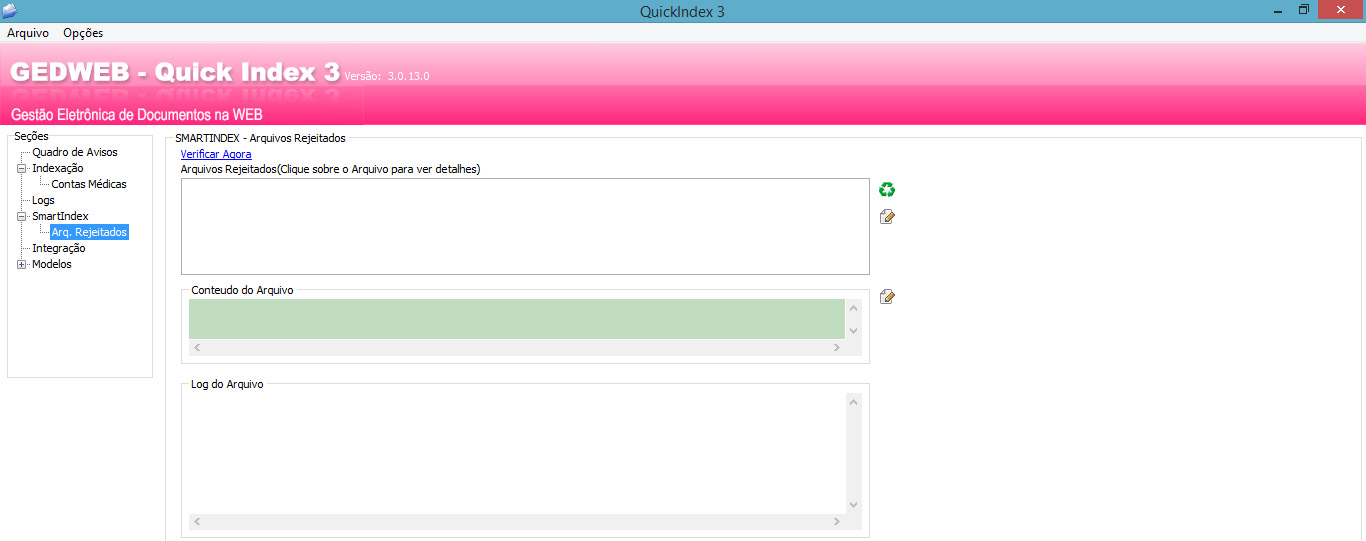 QuickIndex 3
Arquivo Opções
GEDWEB - Quick Index 3 Versão: 3.0.13.0
Gestão Eletrônica de Documentos na WEB
Seções
Quadro de Avisos
Indexação
Contas Médicas
Logs
SmartIndex
Arq. Rejeitados
Integração
Modelos
SMARTINDEX - Arquivos Rejeitados
Verificar Agora
Arquivos Rejeitados(Clique sobre o Arquivo para ver detalhes)
Conteudo do Arquivo
Log do Arquivo